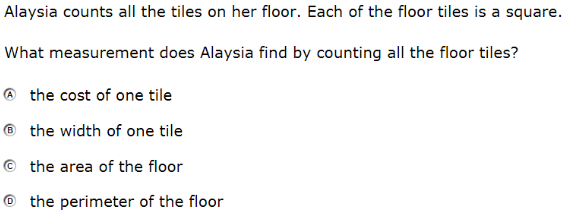 Alaysia counts all the tiles on her floor. Each of the floor tiles is a square.
What measurement does Alaysia find by counting all the floor tiles?
Ⓐ the cost of one tile
Ⓑ the width of one tile
Ⓒ the area of the floor
Ⓓ the perimeter of the floor